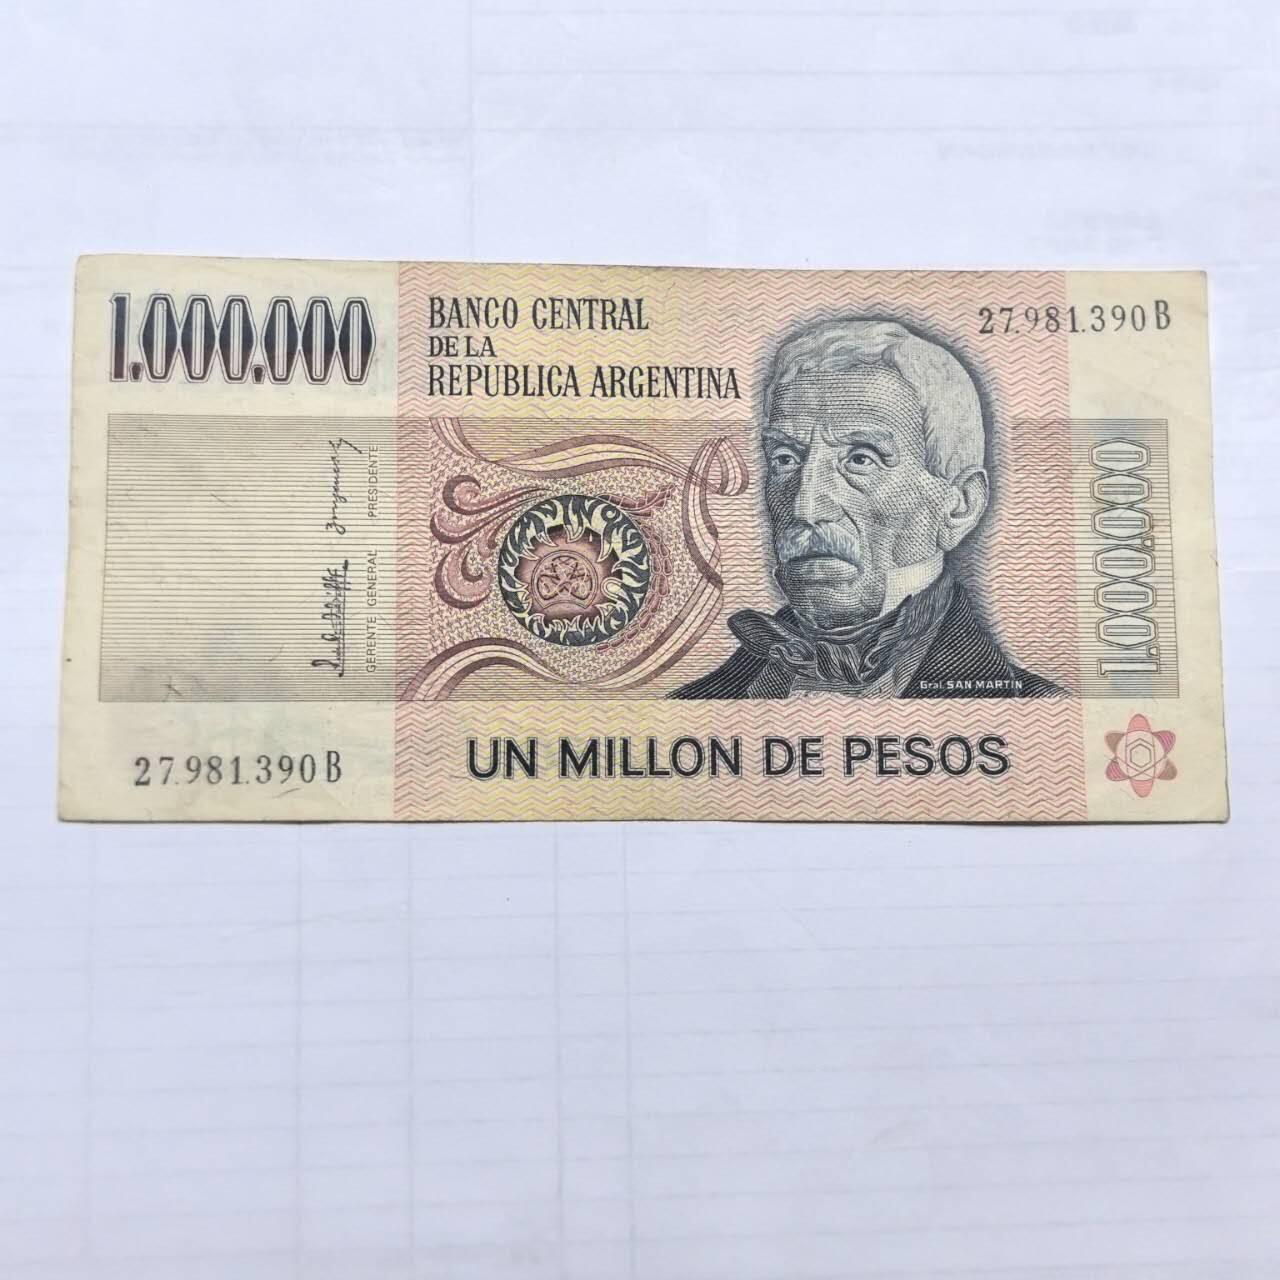 1.000.000
BANCO CENTRAL
DE LA
REPUBLICA ARGENTINA
27.981.390 B
PRESIDENTE
GERENTE GENERAL
1.000.000
Gral. SAN MARTIN
UN MILLON DE PESOS
27.981.390 B